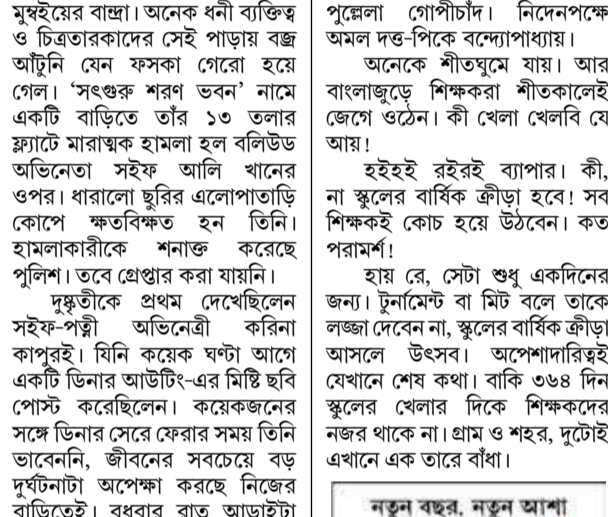 মুম্বইয়ের বান্দ্রা। অনেক ধনী ব্যক্তিত্ব
ও চিত্রতারকাদের সেই পাড়ায় বজ্র
আঁটুনি যেন ফসকা গেরো হয়ে
গেল। ‘সৎগুরু শরণ ভবন’ নামে
একটি বাড়িতে তাঁর ১৩ তলার
ফ্ল্যাটে মারাত্মক হামলা হল বলিউড
অভিনেতা সইফ আলি খানের
ওপর। ধারালো ছুরির এলোপাতাড়ি
কোপে ক্ষতবিক্ষত হন তিনি।
হামলাকারীকে শনাক্ত করেছে
পুলিশ। তবে গ্রেপ্তার করা যায়নি।
দুষ্কৃতীকে প্রথম দেখেছিলেন
সইফ-পত্নী অভিনেত্রী করিনা
কাপুরই। যিনি কয়েক ঘণ্টা আগে
একটি ডিনার আউটিং-এর মিষ্টি ছবি
পোস্ট করেছিলেন। কয়েকজনের
সঙ্গে ডিনার সেরে ফেরার সময় তিনি
ভাবেননি, জীবনের সবচেয়ে বড়
দুর্ঘটনাটা অপেক্ষা করছে নিজের
বাড়িতেই। বুধবার রাত আড়াইটা
পুল্লেলা গোপীচাঁদ। নিদেনপক্ষে
অমল দত্ত-পিকে বন্দ্যোপাধ্যায়।
অনেকে শীতঘুমে যায়। আর
বাংলাজুড়ে শিক্ষকরা শীতকালেই
জেগে ওঠেন। কী খেলা খেলবি যে
আয়!
হইহই রইরই ব্যাপার। কী,
না স্কুলের বার্ষিক ক্রীড়া হবে! সব
শিক্ষকই কোচ হয়ে উঠবেন। কত
পরামর্শ!
হায় রে, সেটা শুধু একদিনের
জন্য। টুর্নামেন্ট বা মিট বলে তাকে
লজ্জা দেবেন না, স্কুলের বার্ষিক ক্রীড়া
আসলে উৎসব। অপেশাদারিত্বই
যেখানে শেষ কথা। বাকি ৩৬৪ দিন
স্কুলের খেলার দিকে শিক্ষকদের
নজর থাকে না। গ্রাম ও শহর, দুটোই
এখানে এক তারে বাঁধা।
নতুন বছর, নতুন আশা